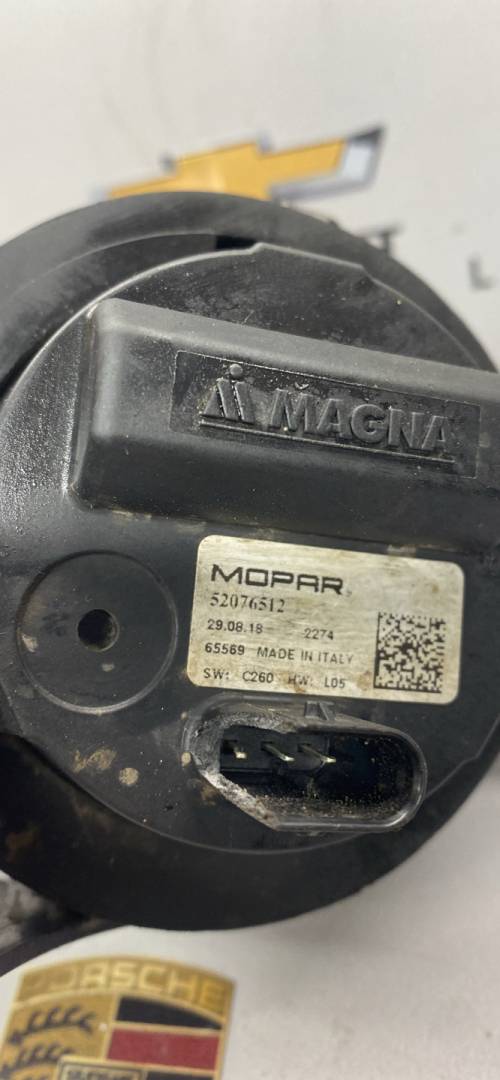 MAGNA
MOPAR
52076512
29.08.18 2274
65569 MADE IN ITALY
SW: C260 HW: L05
PORSCHE